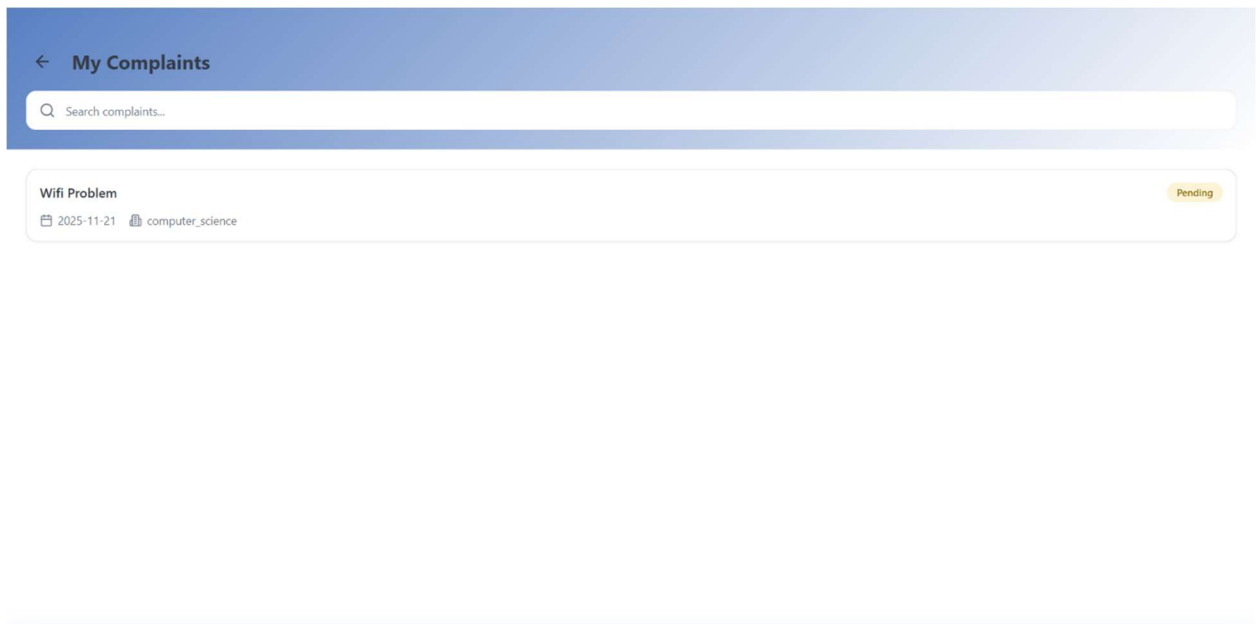 My Complaints
Search complaints...
Wifi Problem
Pending
2025-11-21 computer_science